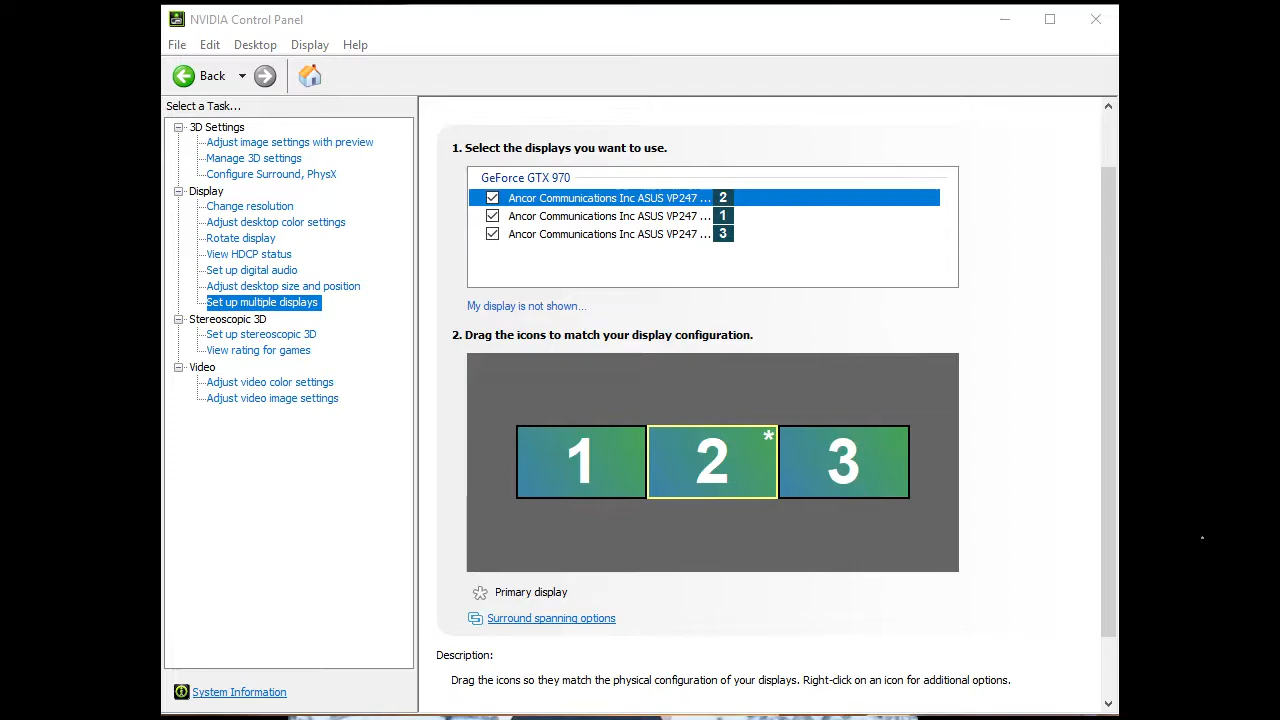 NVIDIA Control Panel
File Edit Desktop Display Help
Back
Select a Task...
3D Settings
Adjust image settings with preview
Manage 3D settings
Configure Surround, PhysX
Display
Change resolution
Adjust desktop color settings
Rotate display
View HDCP status
Set up digital audio
Adjust desktop size and position
Set up multiple displays
Stereoscopic 3D
Set up stereoscopic 3D
View rating for games
Video
Adjust video color settings
Adjust video image settings
System Information
1. Select the displays you want to use.
GeForce GTX 970
Ancor Communications Inc ASUS VP247 ... 2
Ancor Communications Inc ASUS VP247 ... 1
Ancor Communications Inc ASUS VP247 ... 3
My display is not shown...
2. Drag the icons to match your display configuration.
1 2 * 3
Primary display
Surround spanning options
Description:
Drag the icons so they match the physical configuration of your displays. Right-click on an icon for additional options.